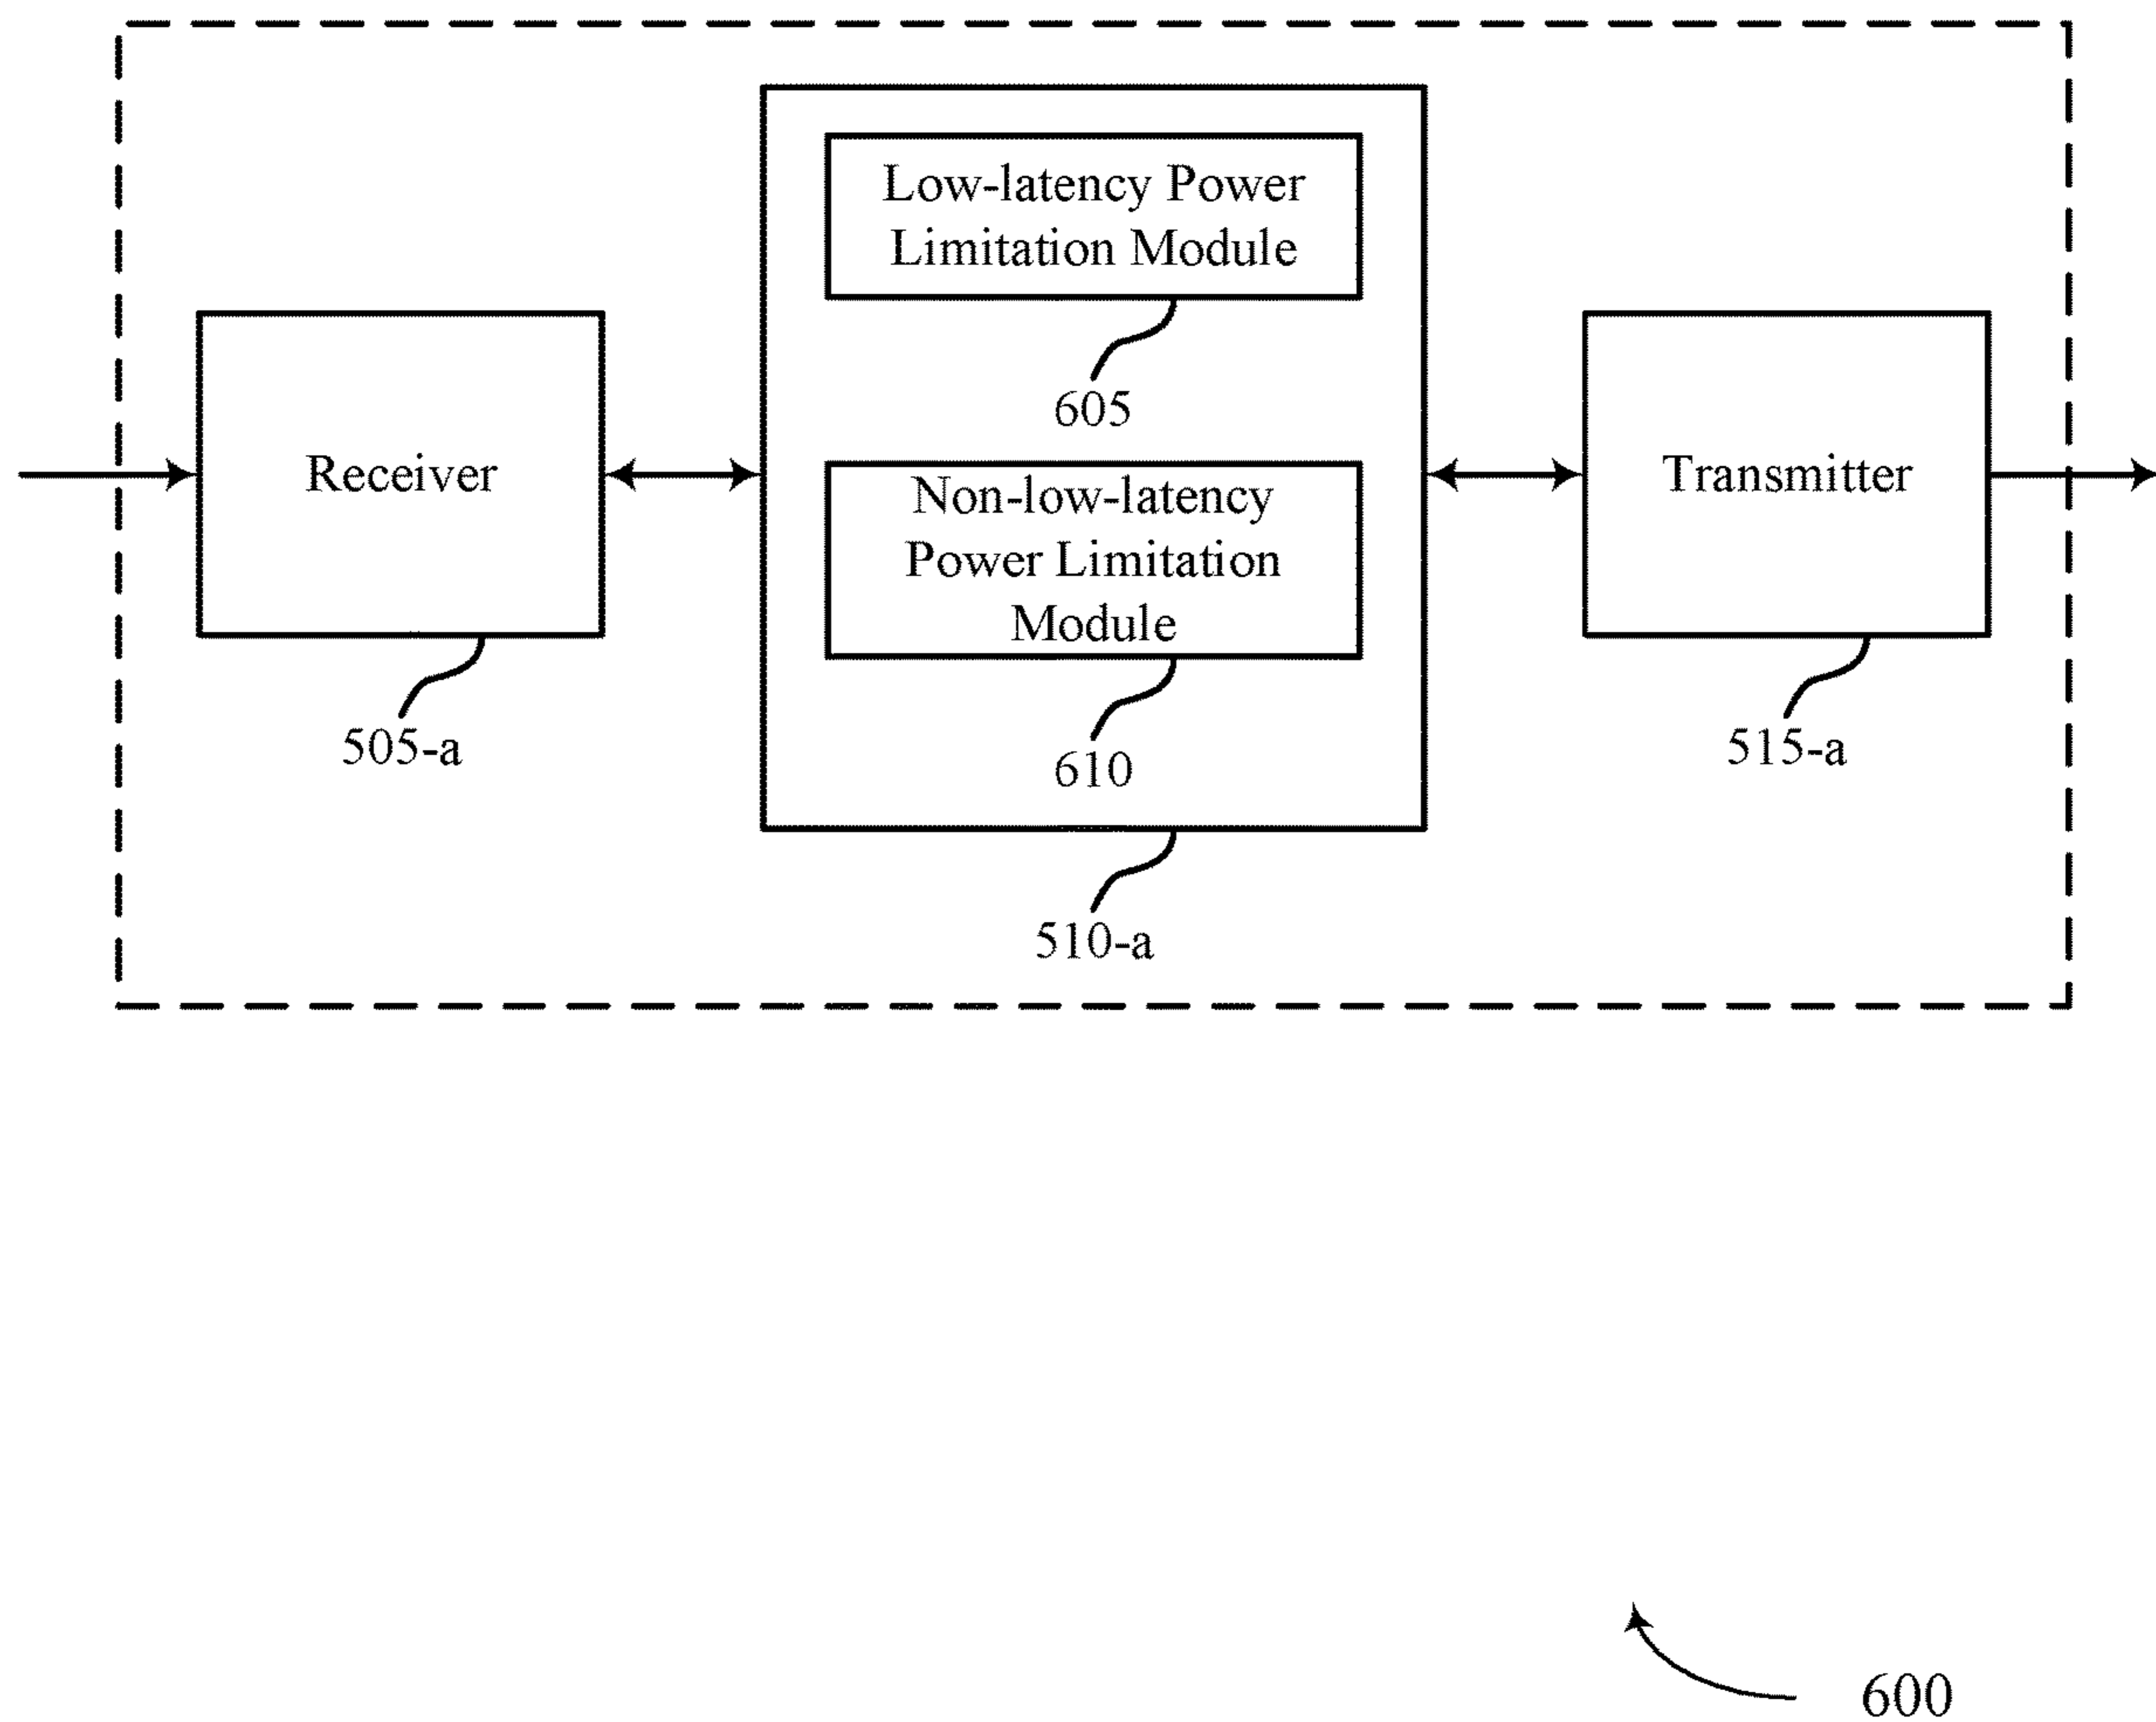 Low-latency Power
Limitation Module
605
Receiver
Non-low-latency
Power Limitation
Module
Transmitter
505-a
610
515-a
510-a
600